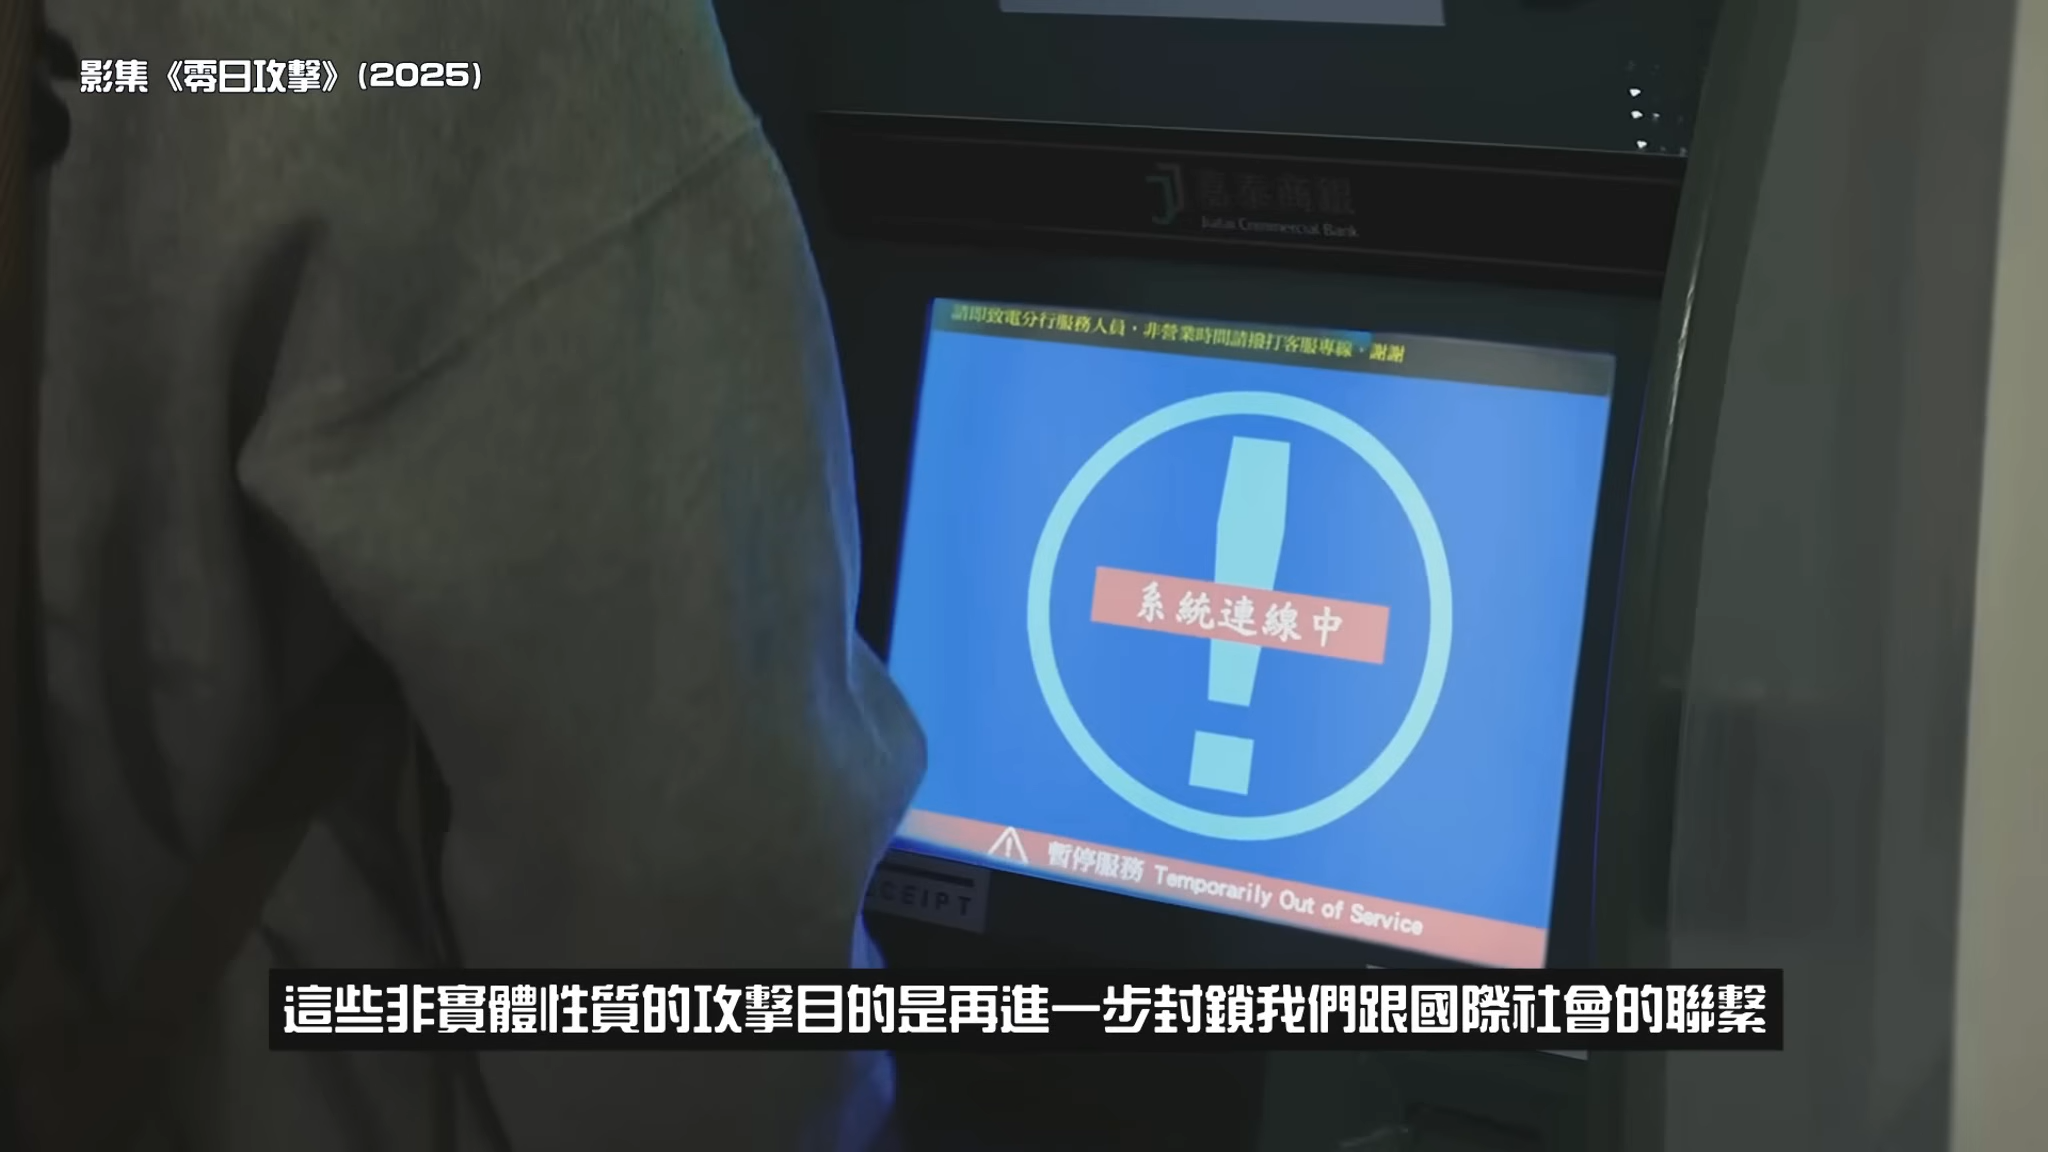 影集《零日攻擊》(2025)
嘉泰商銀
Jiatai Commercial Bank
請即致電分行服務人員，非營業時間請撥打客服專線。謝謝
系統連線中
暫停服務 Temporarily Out of Service
RECEIPT
這些非實體性質的攻擊目的是再進一步封鎖我們跟國際社會的聯繫